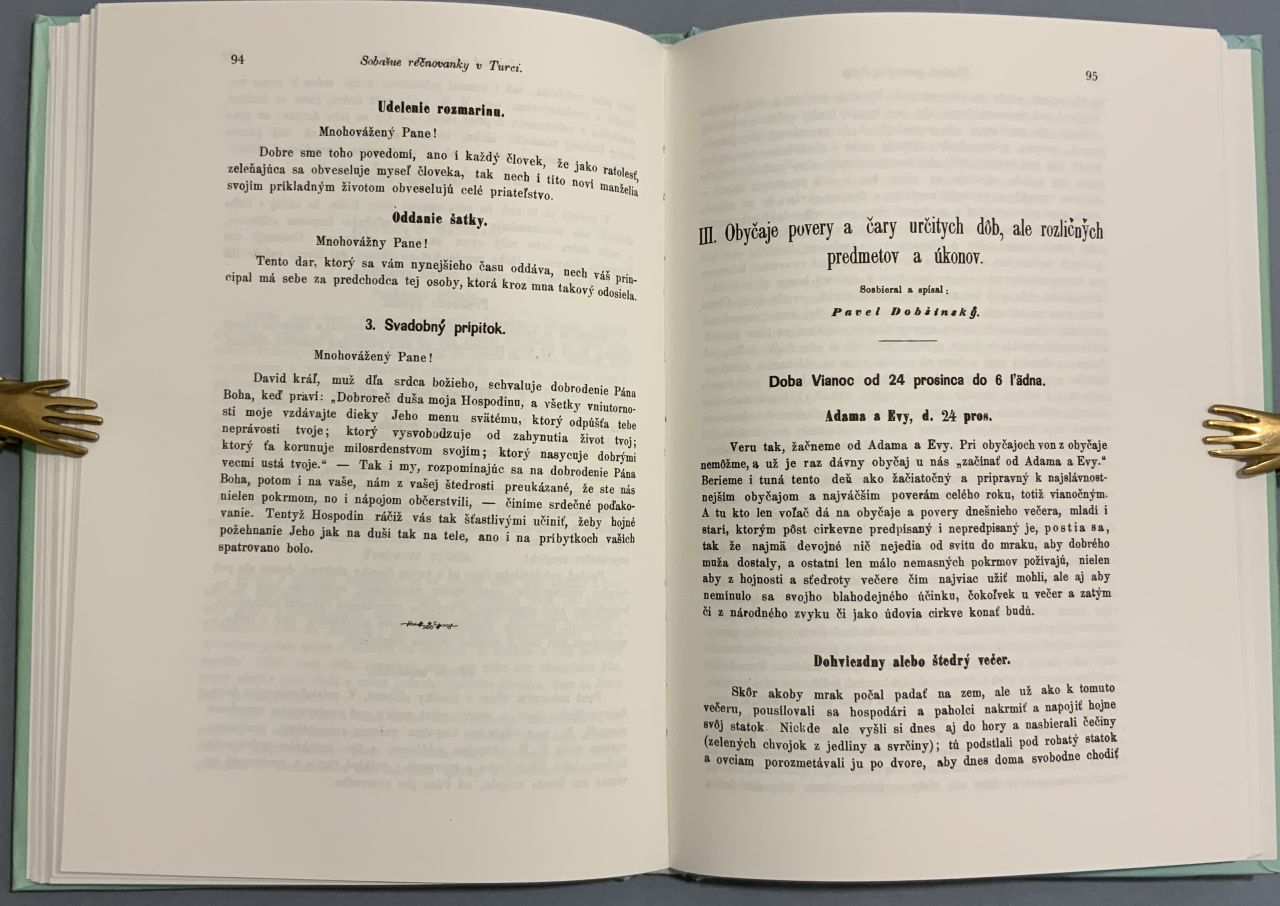 94
Sobašne réčňovanky v Turci.
Udelenie rozmarinu.
Mnohovážený Pane!
Dobre sme toho povedomí, ano i každý človek, že jako ratolesť,
zeleňajúca sa obveseluje myseľ človeka, tak nech i títo noví manželia
svojím príkladným životom obveselujú celé priateľstvo.
Oddanie šatky.
Mnohovážny Pane!
Tento dar, ktorý sa vám nynejšieho času oddáva, nech váš prin-
cipal má sebe za predchodca tej osoby, ktorá kroz mna takový odosiela.
3. Svadobný prípitok.
Mnohovážený Pane!
David kráľ, muž dľa srdca božieho, schvaluje dobrodenie Pána
Boha, keď praví: „Dobroreč duša moja Hospodinu, a všetky vniutorno-
sti moje vzdávajte dieky Jeho menu svätému, ktorý odpúšťa tebe
neprávosti tvoje; ktorý vysvobodzuje od zahynutia život tvoj;
ktorý ťa korunuje milosrdenstvom svojím; ktorý nasycuje dobrými
vecmi ustá tvoje.“ — Tak i my, rozpomínajúc sa na dobrodenie Pána
Boha, potom i na vaše, nám z vašej štedrosti preukázané, že ste nás
nielen pokrmom, no i nápojom občerstvili, — činíme srdečné poďako-
vanie. Tentyž Hospodin ráčiž vás tak šťastlivými učiniť, žeby hojné
požehnanie Jeho jak na duši tak na tele, ano i na príbytkoch vašich
spatrovano bolo.
95
III. Obyčaje povery a čary určitych dôb, ale rozličných
predmetov a úkonov.
Sosbieral a spísal:
Pavel Dobšinský.
Doba Vianoc od 24 prosinca do 6 ľädna.
Adama a Evy, d. 24 pros.
Veru tak, žačneme od Adama a Evy. Pri obyčajoch von z obyčaje
nemôžme, a už je raz dávny obyčaj u nás „začínať od Adama a Evy.“
Berieme i tuná tento deň ako žačiatočný a pripravný k najslávnost-
nejším obyčajom a najváčšim poverám celého roku, totiž vianočným.
A tu kto len voľač dá na obyčaje a povery dnešnieho večera, mladí i
starí, ktorým pôst cirkevne predpisaný i nepredpisaný je, postia sa,
tak že najmä devojné nič nejedia od svitu do mraku, aby dobrého
muža dostaly, a ostatní len málo nemasných pokrmov požívajú, nielen
aby z hojnosti a sťedroty večere čím najviac užiť mohli, ale aj aby
neminulo sa svojho blahodejného účinku, čokoľvek u večer a zatým
či z národného zvyku či jako údovia cirkve konať budú.
Dohviezdny alebo štedrý večer.
Skôr akoby mrak počal padať na zem, ale už ako k tomuto
večeru, pousilovali sa hospodári a paholci nakrmiť a napojiť hojne
svôj statok. Nickde ale vyšli si dnes aj do hory a nasbierali čečiny
(zelených chvojok z jedliny a svrčiny); tú podstlali pod rohatý statok
a ovciam porozmetávali ju po dvore, aby dnes doma svobodne chodiť